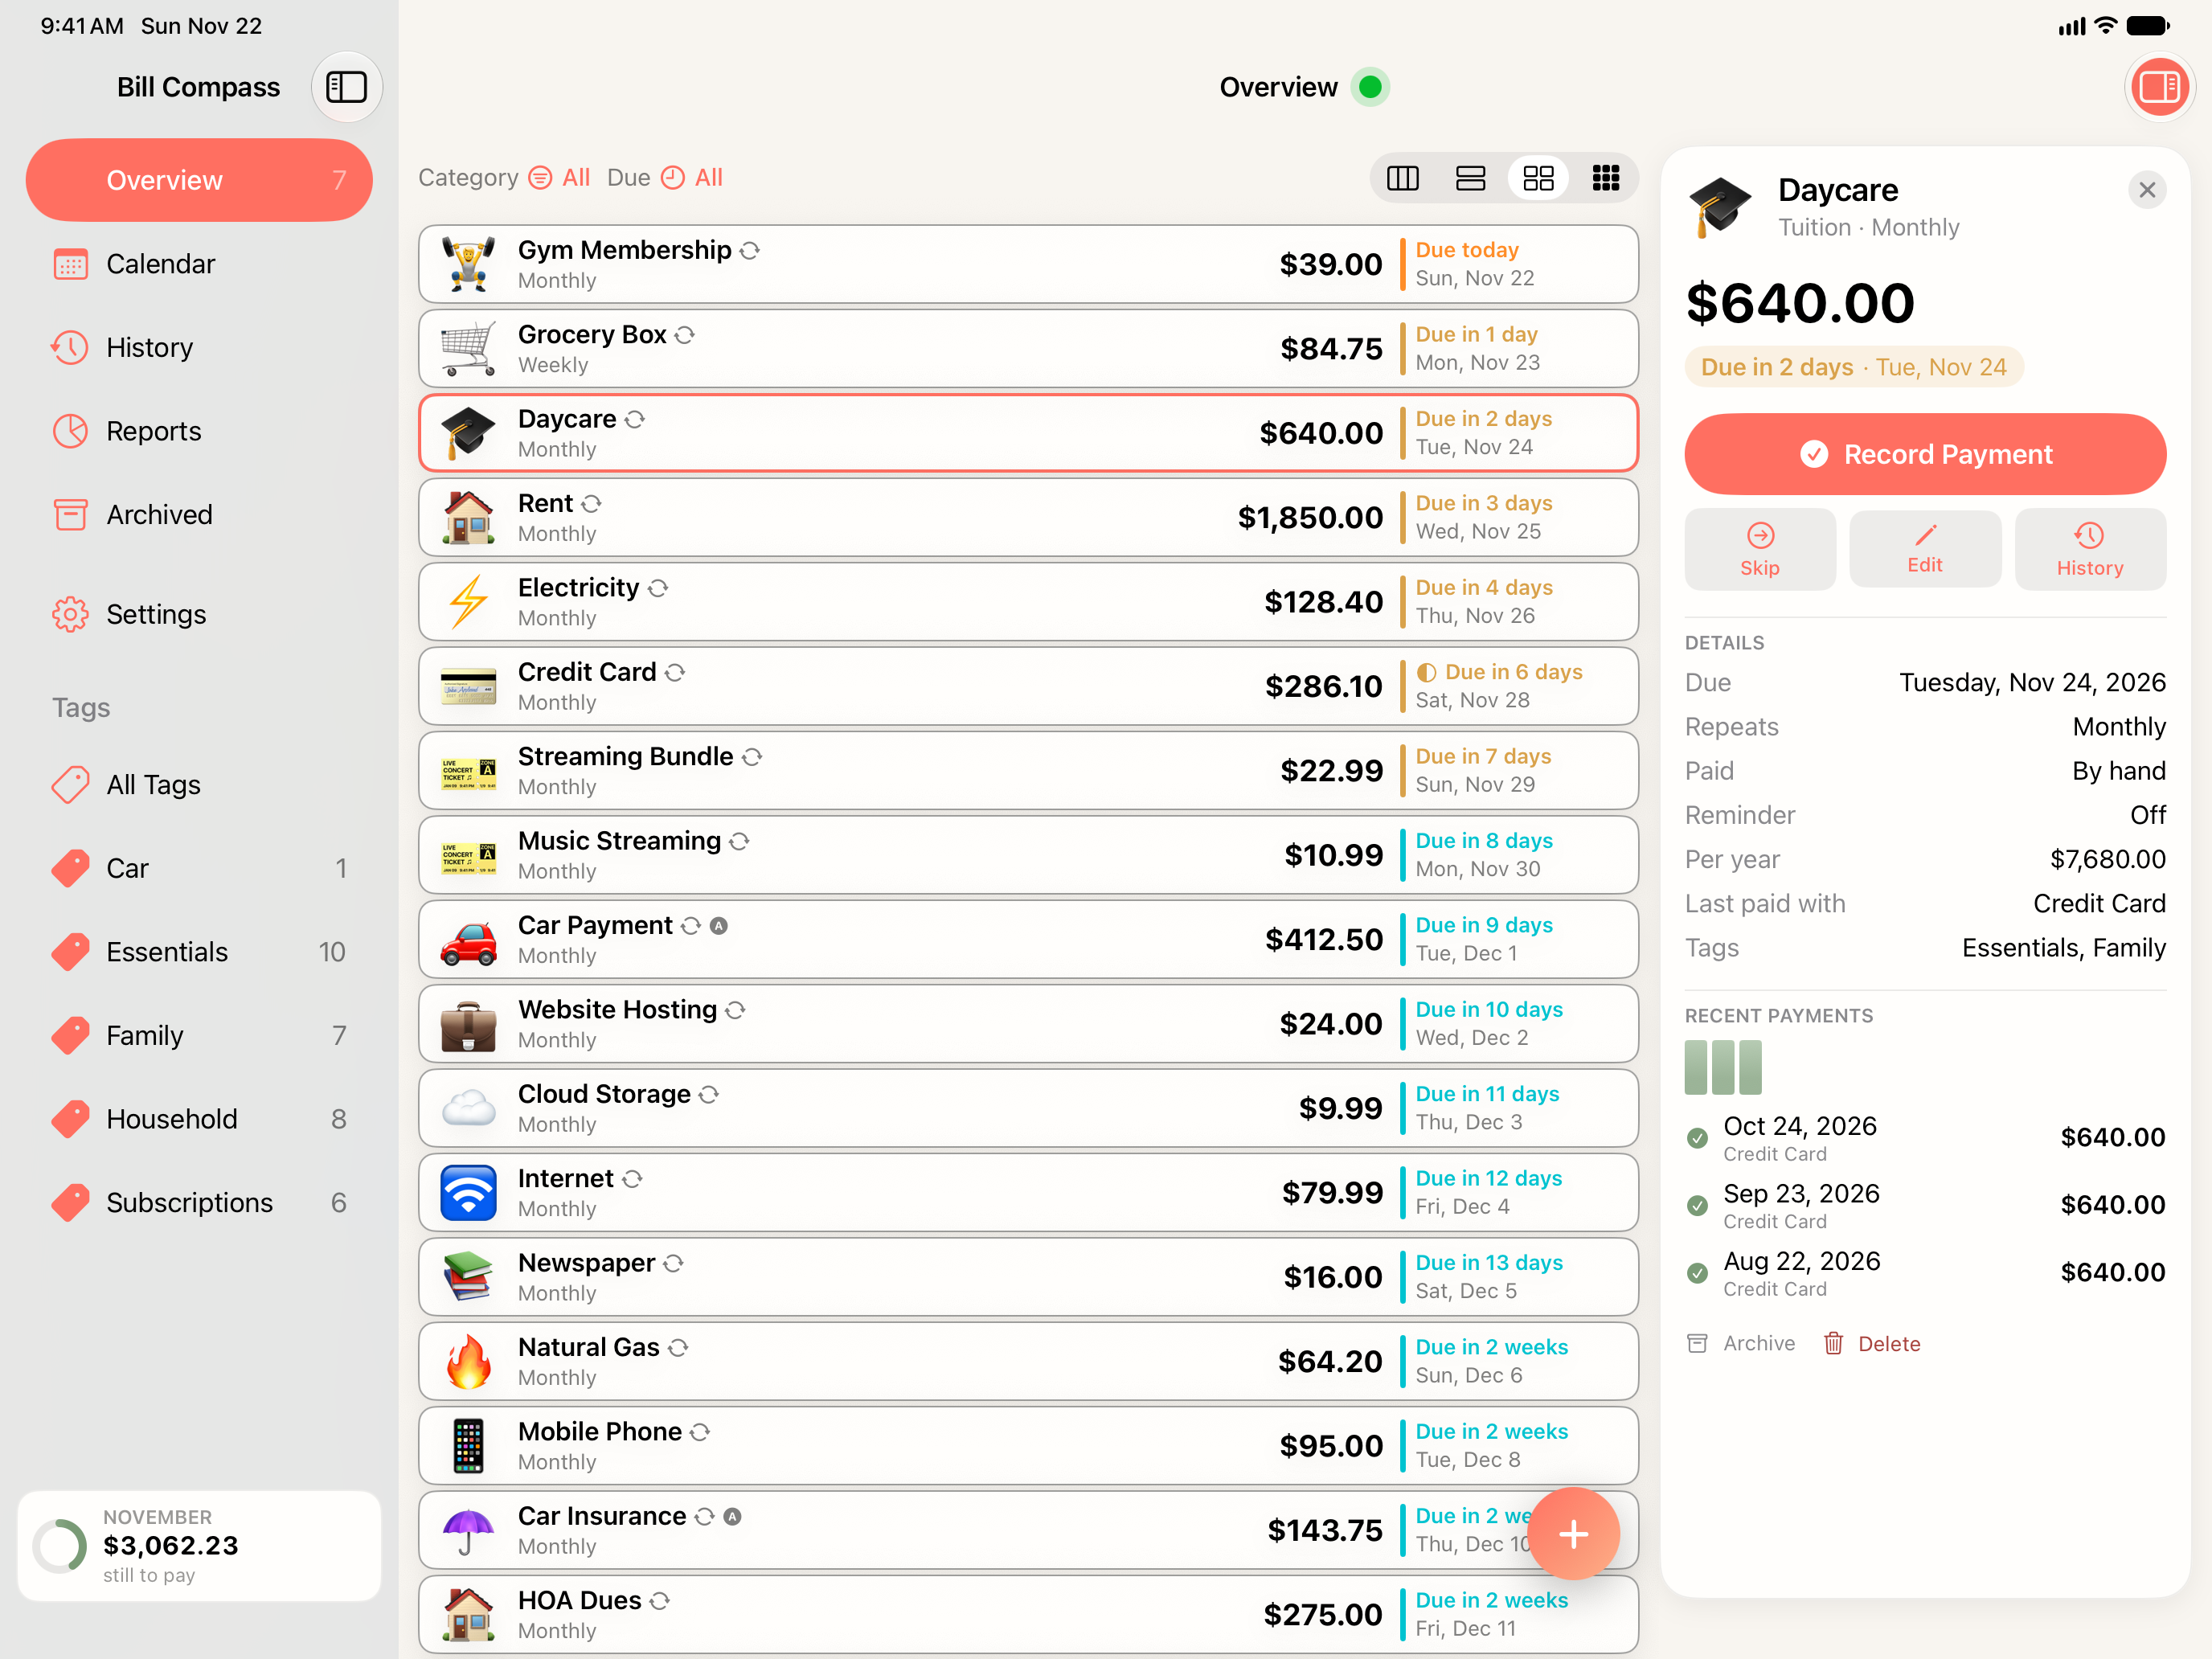 9:41 AM Sun Nov 22
Bill Compass
Overview 7
Calendar
History
Reports
Archived
Settings
Tags
All Tags
Car 1
Essentials 10
Family 7
Household 8
Subscriptions 6
NOVEMBER
$3,062.23
still to pay
Overview
Category All Due All
Gym Membership
Monthly
$39.00
Due today
Sun, Nov 22
Grocery Box
Weekly
$84.75
Due in 1 day
Mon, Nov 23
Daycare
Monthly
$640.00
Due in 2 days
Tue, Nov 24
Rent
Monthly
$1,850.00
Due in 3 days
Wed, Nov 25
Electricity
Monthly
$128.40
Due in 4 days
Thu, Nov 26
Credit Card
Monthly
$286.10
Due in 6 days
Sat, Nov 28
Streaming Bundle
Monthly
$22.99
Due in 7 days
Sun, Nov 29
Music Streaming
Monthly
$10.99
Due in 8 days
Mon, Nov 30
Car Payment A
Monthly
$412.50
Due in 9 days
Tue, Dec 1
Website Hosting
Monthly
$24.00
Due in 10 days
Wed, Dec 2
Cloud Storage
Monthly
$9.99
Due in 11 days
Thu, Dec 3
Internet
Monthly
$79.99
Due in 12 days
Fri, Dec 4
Newspaper
Monthly
$16.00
Due in 13 days
Sat, Dec 5
Natural Gas
Monthly
$64.20
Due in 2 weeks
Sun, Dec 6
Mobile Phone
Monthly
$95.00
Due in 2 weeks
Tue, Dec 8
Car Insurance A
Monthly
$143.75
Due in 2 we
Thu, Dec 10
HOA Dues
Monthly
$275.00
Due in 2 weeks
Fri, Dec 11
Daycare
Tuition · Monthly
$640.00
Due in 2 days · Tue, Nov 24
Record Payment
Skip
Edit
History
DETAILS
Due Tuesday, Nov 24, 2026
Repeats Monthly
Paid By hand
Reminder Off
Per year $7,680.00
Last paid with Credit Card
Tags Essentials, Family
RECENT PAYMENTS
Oct 24, 2026
Credit Card
$640.00
Sep 23, 2026
Credit Card
$640.00
Aug 22, 2026
Credit Card
$640.00
Archive Delete